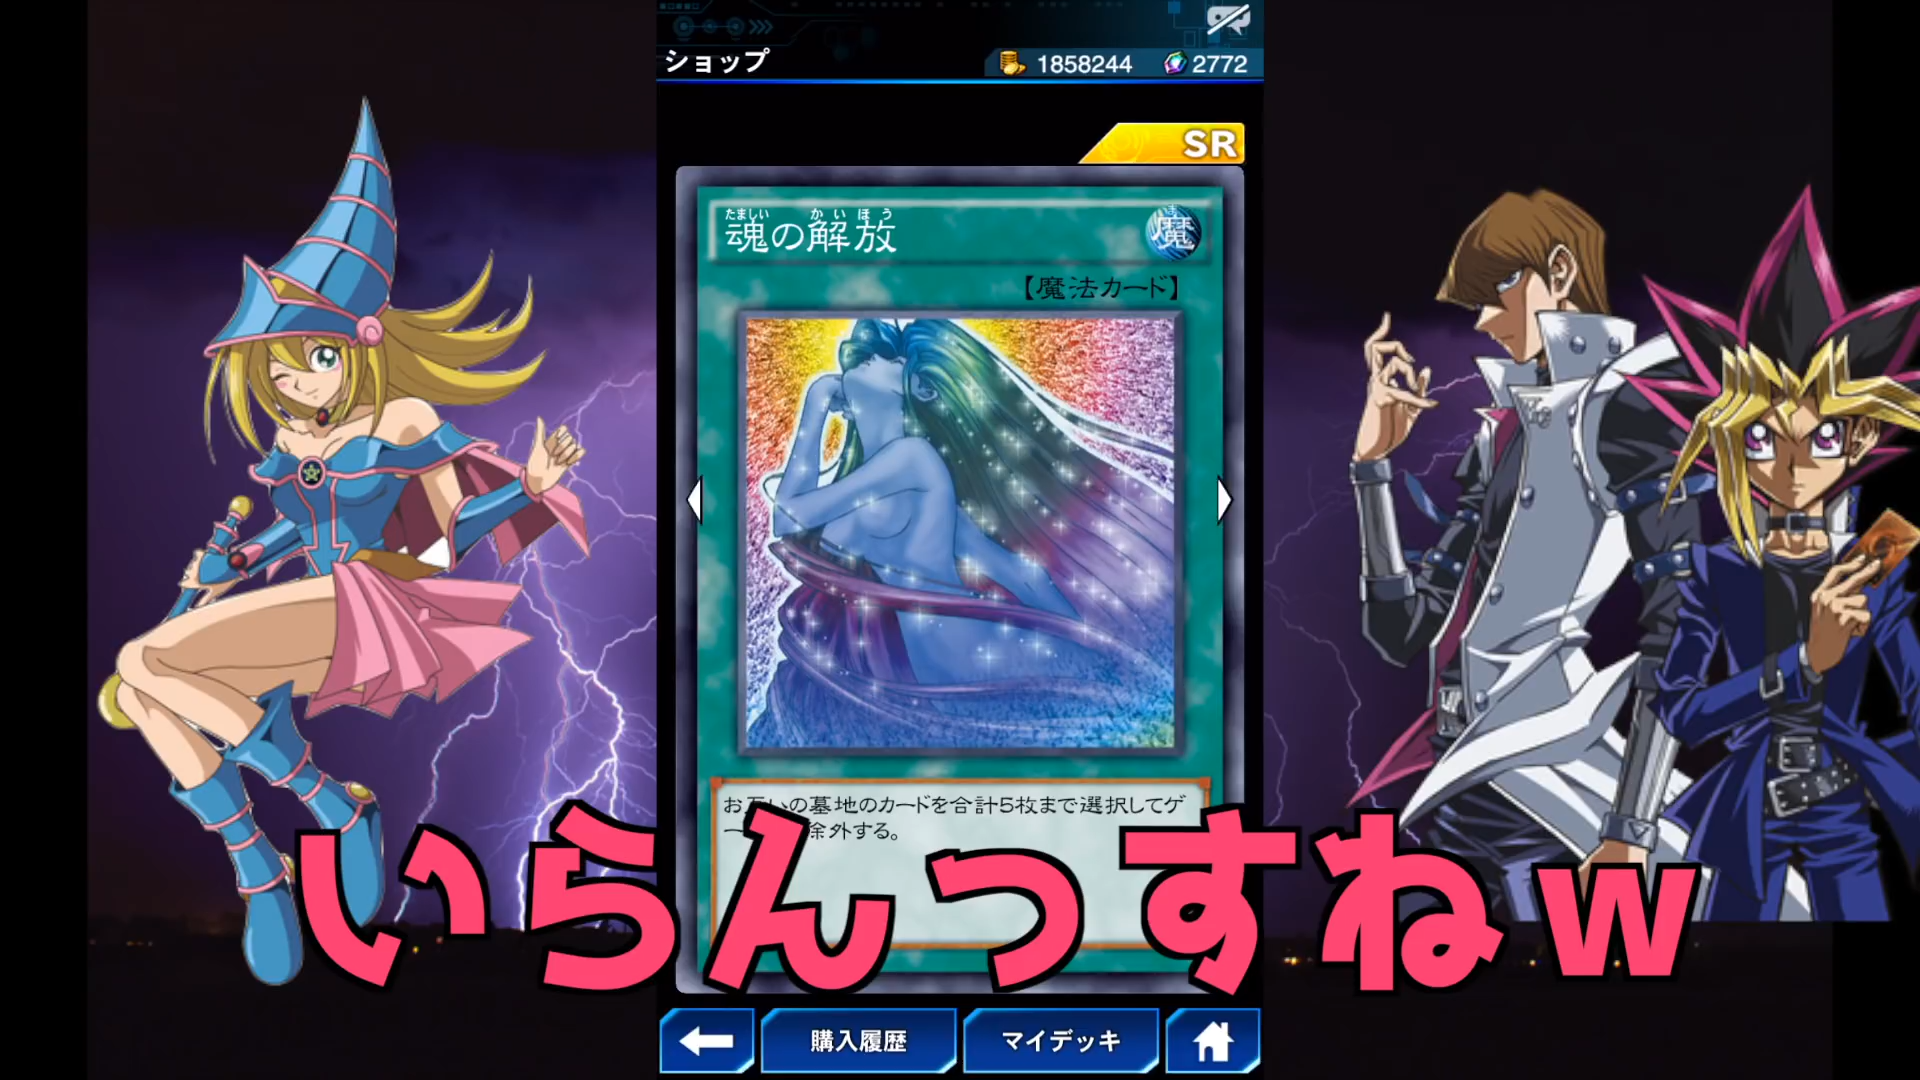 ショップ
1858244
2772
SR
たましい かいほう
魂の解放
魔
【魔法カード】
お互いの墓地のカードを合計5枚まで選択してゲ
除外する。
いらんっすねw
購入履歴
マイデッキ